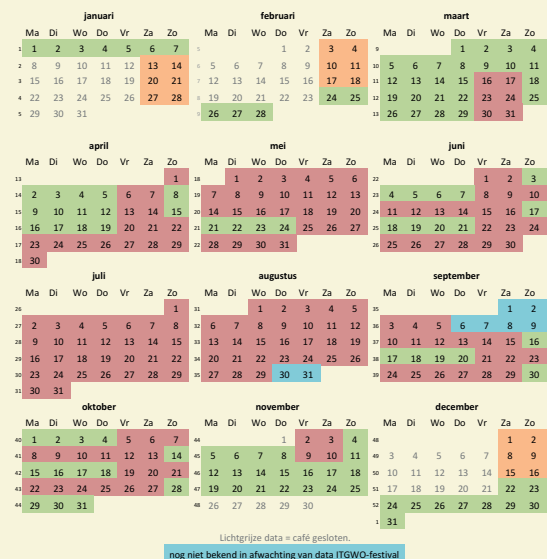 januari
Ma Di Wo Do Vr Za Zo
1 1 2 3 4 5 6 7
2 8 9 10 11 12 13 14
3 15 16 17 18 19 20 21
4 22 23 24 25 26 27 28
5 29 30 31
februari
Ma Di Wo Do Vr Za Zo
5 1 2 3 4
6 5 6 7 8 9 10 11
7 12 13 14 15 16 17 18
8 19 20 21 22 23 24 25
9 26 27 28
maart
Ma Di Wo Do Vr Za Zo
9 1 2 3 4
10 5 6 7 8 9 10 11
11 12 13 14 15 16 17 18
12 19 20 21 22 23 24 25
13 26 27 28 29 30 31
april
Ma Di Wo Do Vr Za Zo
13 1
14 2 3 4 5 6 7 8
15 9 10 11 12 13 14 15
16 16 17 18 19 20 21 22
17 23 24 25 26 27 28 29
18 30
mei
Ma Di Wo Do Vr Za Zo
18 1 2 3 4 5 6
19 7 8 9 10 11 12 13
20 14 15 16 17 18 19 20
21 21 22 23 24 25 26 27
22 28 29 30 31
juni
Ma Di Wo Do Vr Za Zo
22 1 2 3
23 4 5 6 7 8 9 10
24 11 12 13 14 15 16 17
25 18 19 20 21 22 23 24
26 25 26 27 28 29 30
juli
Ma Di Wo Do Vr Za Zo
26 1
27 2 3 4 5 6 7 8
28 9 10 11 12 13 14 15
29 16 17 18 19 20 21 22
30 23 24 25 26 27 28 29
31 30 31
augustus
Ma Di Wo Do Vr Za Zo
31 1 2 3 4 5
32 6 7 8 9 10 11 12
33 13 14 15 16 17 18 19
34 20 21 22 23 24 25 26
35 27 28 29 30 31
september
Ma Di Wo Do Vr Za Zo
35 1 2
36 3 4 5 6 7 8 9
37 10 11 12 13 14 15 16
38 17 18 19 20 21 22 23
39 24 25 26 27 28 29 30
oktober
Ma Di Wo Do Vr Za Zo
40 1 2 3 4 5 6 7
41 8 9 10 11 12 13 14
42 15 16 17 18 19 20 21
43 22 23 24 25 26 27 28
44 29 30 31
november
Ma Di Wo Do Vr Za Zo
44 1 2 3 4
45 5 6 7 8 9 10 11
46 12 13 14 15 16 17 18
47 19 20 21 22 23 24 25
48 26 27 28 29 30
december
Ma Di Wo Do Vr Za Zo
48 1 2
49 3 4 5 6 7 8 9
50 10 11 12 13 14 15 16
51 17 18 19 20 21 22 23
52 24 25 26 27 28 29 30
1 31
Lichtgrijze data = café gesloten.
nog niet bekend in afwachting van data ITGWO-festival